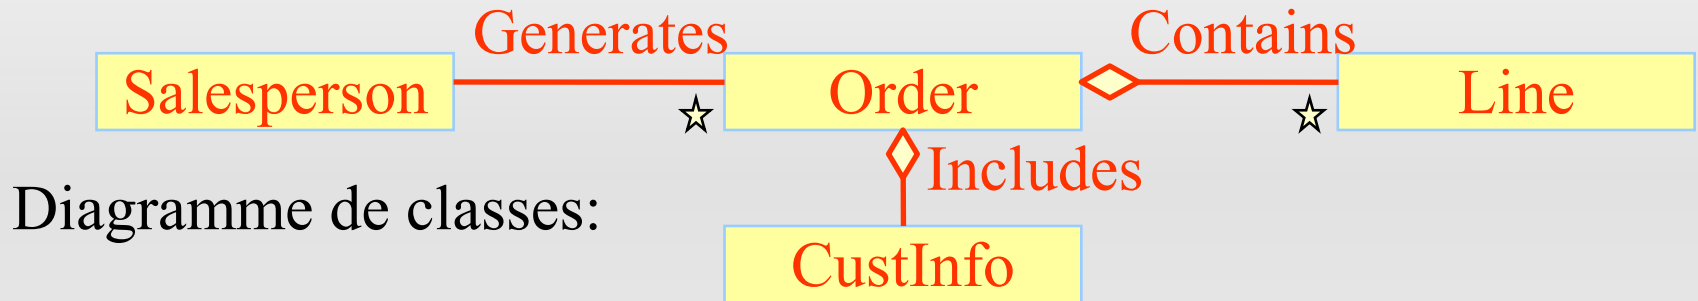 Generates
Contains
Salesperson
Order
Line
Includes
Diagramme de classes:
CustInfo